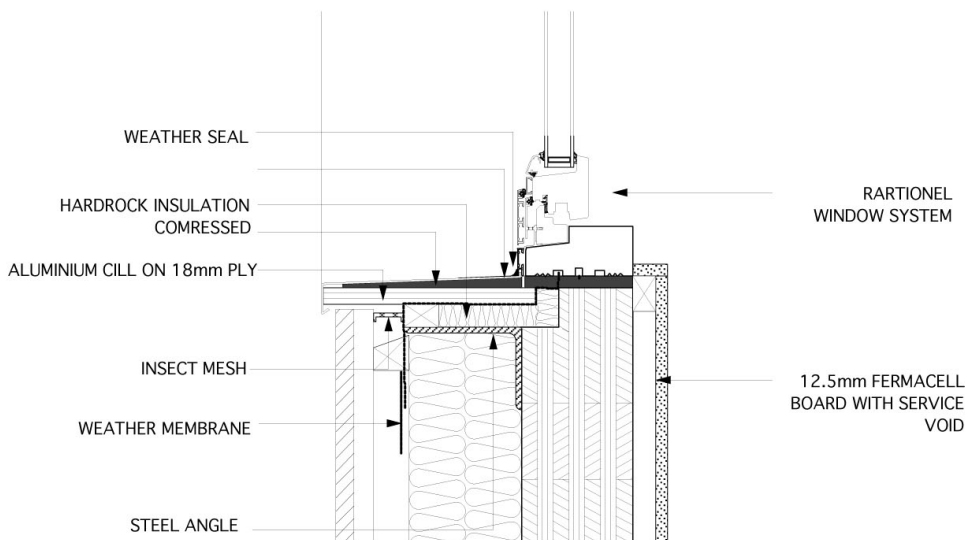 WEATHER SEAL
HARDROCK INSULATION
COMRESSED
ALUMINIUM CILL ON 18mm PLY
INSECT MESH
WEATHER MEMBRANE
STEEL ANGLE
RARTIONEL
WINDOW SYSTEM
12.5mm FERMACELL
BOARD WITH SERVICE
VOID